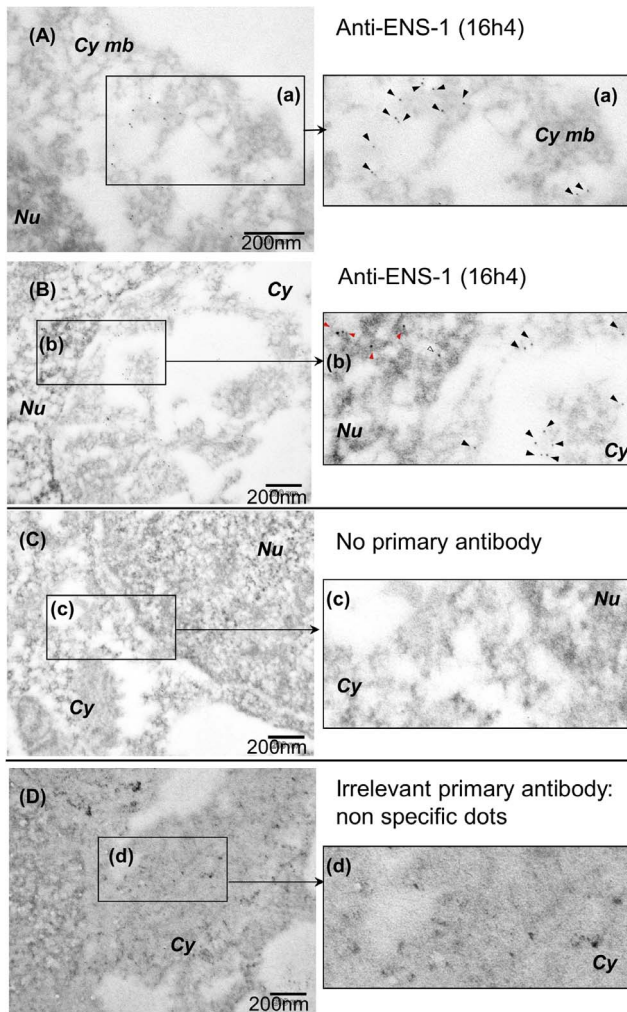 (A)
Cy mb
(a)
Nu
200nm
Anti-ENS-1 (16h4)
(a)
Cy mb
(B)
Cy
(b)
Nu
200nm
Anti-ENS-1 (16h4)
(b)
Nu
Cy
(C)
Nu
(c)
Cy
200nm
No primary antibody
(c)
Nu
Cy
(D)
(d)
Cy
200nm
Irrelevant primary antibody:
non specific dots
(d)
Cy